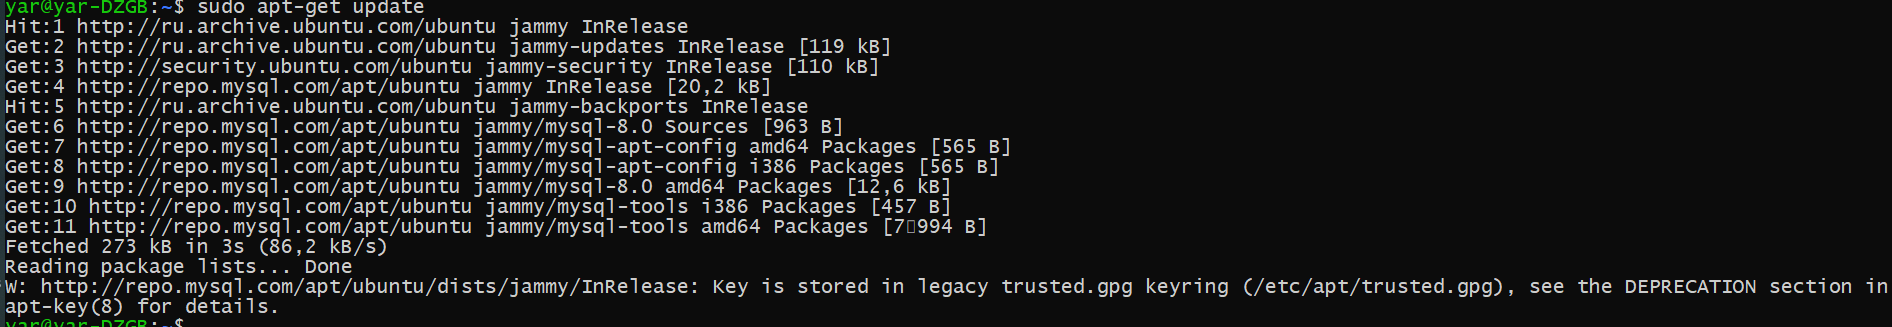 yar@yar-DZGB:~$ sudo apt-get update
Hit:1 http://ru.archive.ubuntu.com/ubuntu jammy InRelease
Get:2 http://ru.archive.ubuntu.com/ubuntu jammy-updates InRelease [119 kB]
Get:3 http://security.ubuntu.com/ubuntu jammy-security InRelease [110 kB]
Get:4 http://repo.mysql.com/apt/ubuntu jammy InRelease [20,2 kB]
Hit:5 http://ru.archive.ubuntu.com/ubuntu jammy-backports InRelease
Get:6 http://repo.mysql.com/apt/ubuntu jammy/mysql-8.0 Sources [963 B]
Get:7 http://repo.mysql.com/apt/ubuntu jammy/mysql-apt-config amd64 Packages [565 B]
Get:8 http://repo.mysql.com/apt/ubuntu jammy/mysql-apt-config i386 Packages [565 B]
Get:9 http://repo.mysql.com/apt/ubuntu jammy/mysql-8.0 amd64 Packages [12,6 kB]
Get:10 http://repo.mysql.com/apt/ubuntu jammy/mysql-tools i386 Packages [457 B]
Get:11 http://repo.mysql.com/apt/ubuntu jammy/mysql-tools amd64 Packages [7▯994 B]
Fetched 273 kB in 3s (86,2 kB/s)
Reading package lists... Done
W: http://repo.mysql.com/apt/ubuntu/dists/jammy/InRelease: Key is stored in legacy trusted.gpg keyring (/etc/apt/trusted.gpg), see the DEPRECATION section in
apt-key(8) for details.
yar@yar-DZGB:~$